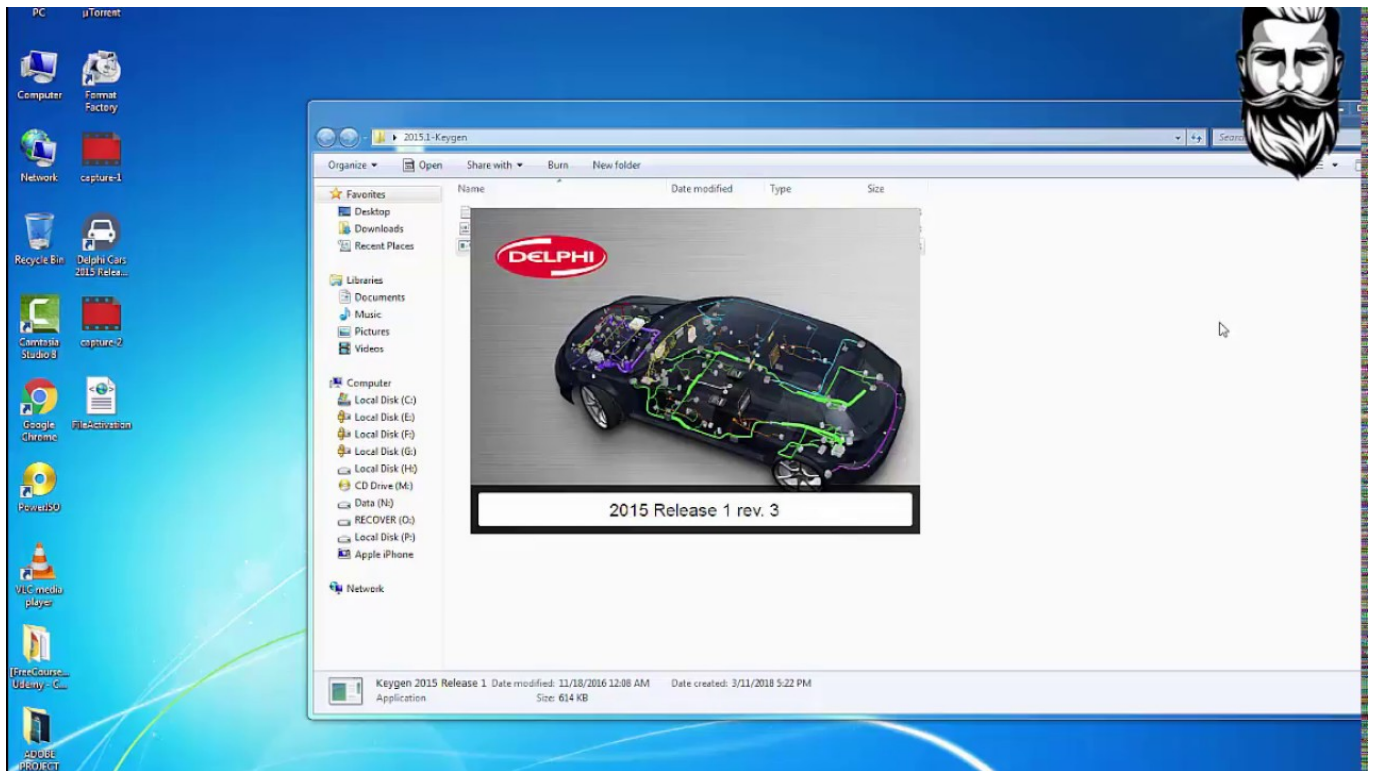 PC
µTorrent
Computer
Format
Factory
Network
capture-1
Recycle Bin
Delphi Cars
2015 Relea...
Camtasia
Studio 8
capture-2
Google
Chrome
FileActivation
PowerISO
VLC media
player
[FreeCourse...
Udemy - C...
ADOBE
PROJECT
2015.1-Keygen
Organize
Open
Share with
Burn
New folder
Name
Date modified
Type
Size
Favorites
Desktop
Downloads
Recent Places
Libraries
Documents
Music
Pictures
Videos
Computer
Local Disk (C:)
Local Disk (E:)
Local Disk (F:)
Local Disk (G:)
Local Disk (H:)
CD Drive (M:)
Data (N:)
RECOVER (O:)
Local Disk (P:)
Apple iPhone
Network
DELPHI
2015 Release 1 rev. 3
Keygen 2015 Release 1 Date modified: 11/18/2016 12:08 AM Date created: 3/11/2018 5:22 PM
Application Size: 614 KB